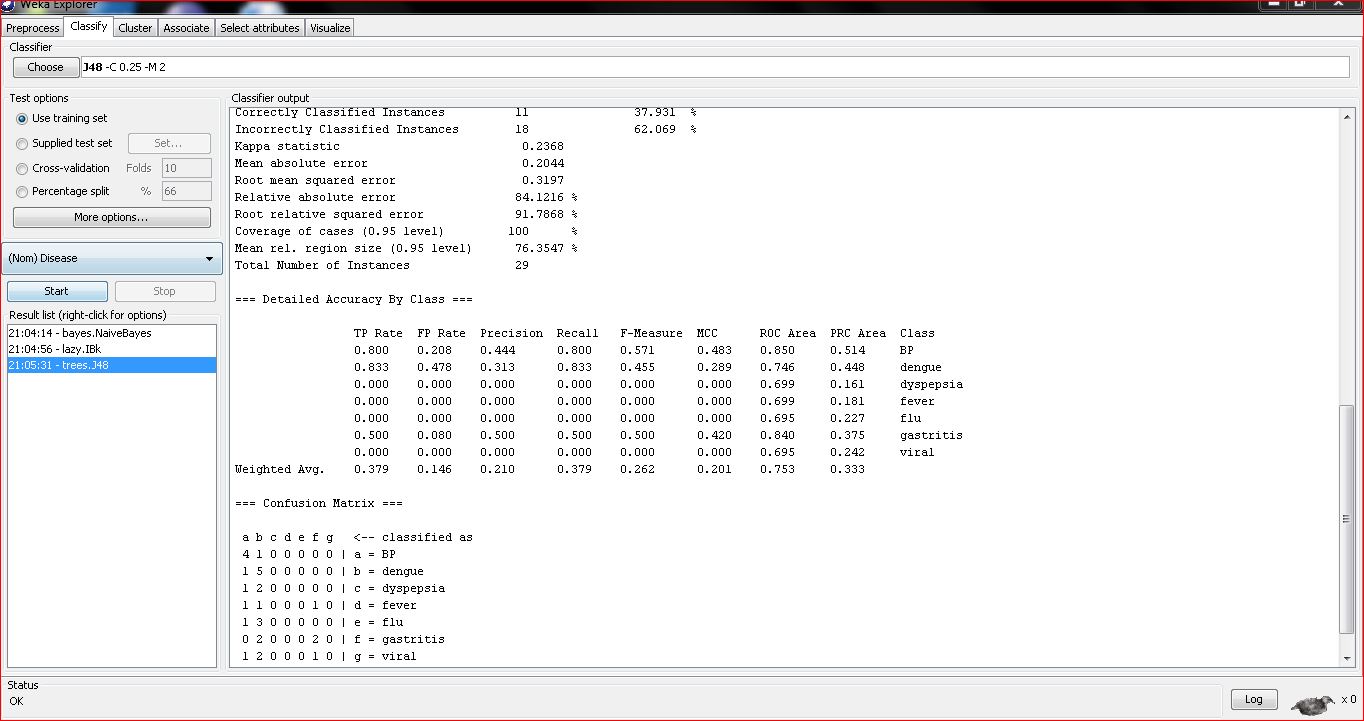 Weka Explorer
Preprocess Classify Cluster Associate Select attributes Visualize
Classifier
Choose J48 -C 0.25 -M 2
Test options
Use training set
Supplied test set Set...
Cross-validation Folds 10
Percentage split % 66
More options...
(Nom) Disease
Start Stop
Result list (right-click for options)
21:04:14 - bayes.NaiveBayes
21:04:56 - lazy.IBk
21:05:31 - trees.J48
Classifier output
Correctly Classified Instances 11 37.931 %
Incorrectly Classified Instances 18 62.069 %
Kappa statistic 0.2368
Mean absolute error 0.2044
Root mean squared error 0.3197
Relative absolute error 84.1216 %
Root relative squared error 91.7868 %
Coverage of cases (0.95 level) 100 %
Mean rel. region size (0.95 level) 76.3547 %
Total Number of Instances 29
=== Detailed Accuracy By Class ===
TP Rate FP Rate Precision Recall F-Measure MCC ROC Area PRC Area Class
0.800 0.208 0.444 0.800 0.571 0.483 0.850 0.514 BP
0.833 0.478 0.313 0.833 0.455 0.289 0.746 0.448 dengue
0.000 0.000 0.000 0.000 0.000 0.000 0.699 0.161 dyspepsia
0.000 0.000 0.000 0.000 0.000 0.000 0.699 0.181 fever
0.000 0.000 0.000 0.000 0.000 0.000 0.695 0.227 flu
0.500 0.080 0.500 0.500 0.500 0.420 0.840 0.375 gastritis
0.000 0.000 0.000 0.000 0.000 0.000 0.695 0.242 viral
Weighted Avg. 0.379 0.146 0.210 0.379 0.262 0.201 0.753 0.333
=== Confusion Matrix ===
a b c d e f g <-- classified as
4 1 0 0 0 0 0 | a = BP
1 5 0 0 0 0 0 | b = dengue
1 2 0 0 0 0 0 | c = dyspepsia
1 1 0 0 0 1 0 | d = fever
1 3 0 0 0 0 0 | e = flu
0 2 0 0 0 2 0 | f = gastritis
1 2 0 0 0 1 0 | g = viral
Status
OK
Log x 0